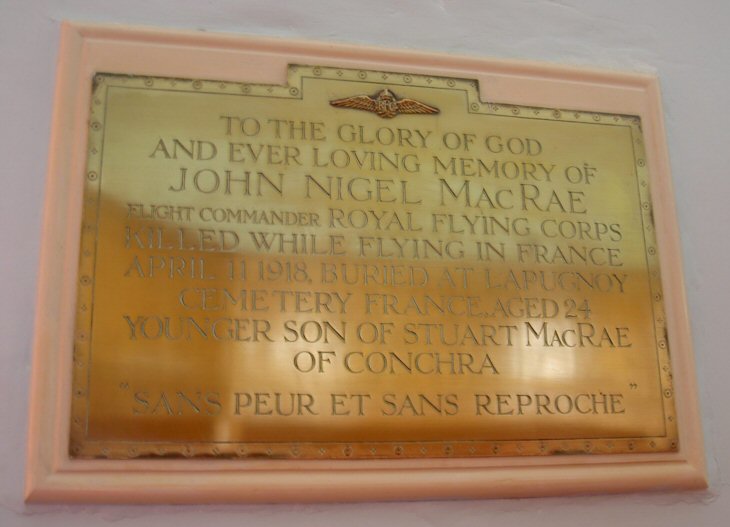 RFC
TO THE GLORY OF GOD
AND EVER LOVING MEMORY OF
JOHN NIGEL MACRAE
FLIGHT COMMANDER ROYAL FLYING CORPS
KILLED WHILE FLYING IN FRANCE
APRIL 11 1918, BURIED AT LAPUGNOY
CEMETERY FRANCE, AGED 24
YOUNGER SON OF STUART MACRAE
OF CONCHRA
"SANS PEUR ET SANS REPROCHE"